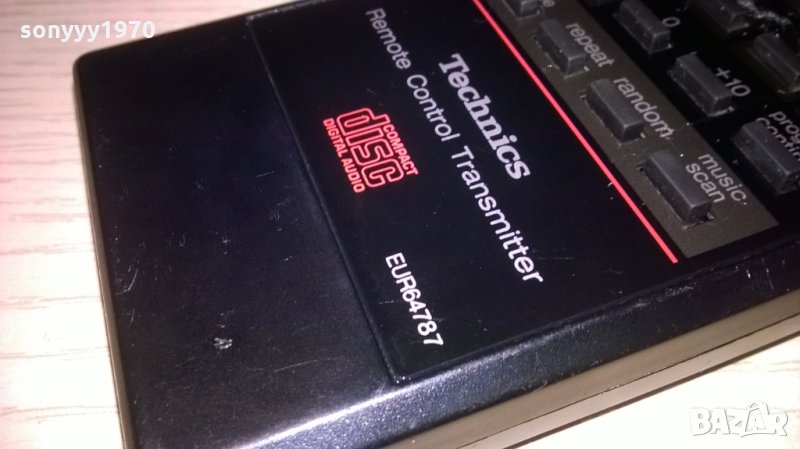 sonyyy1970
Technics
Remote Control Transmitter
COMPACT
disc
DIGITAL AUDIO
EUR64787
0
repeat
+10
random
music
scan
BAZAR